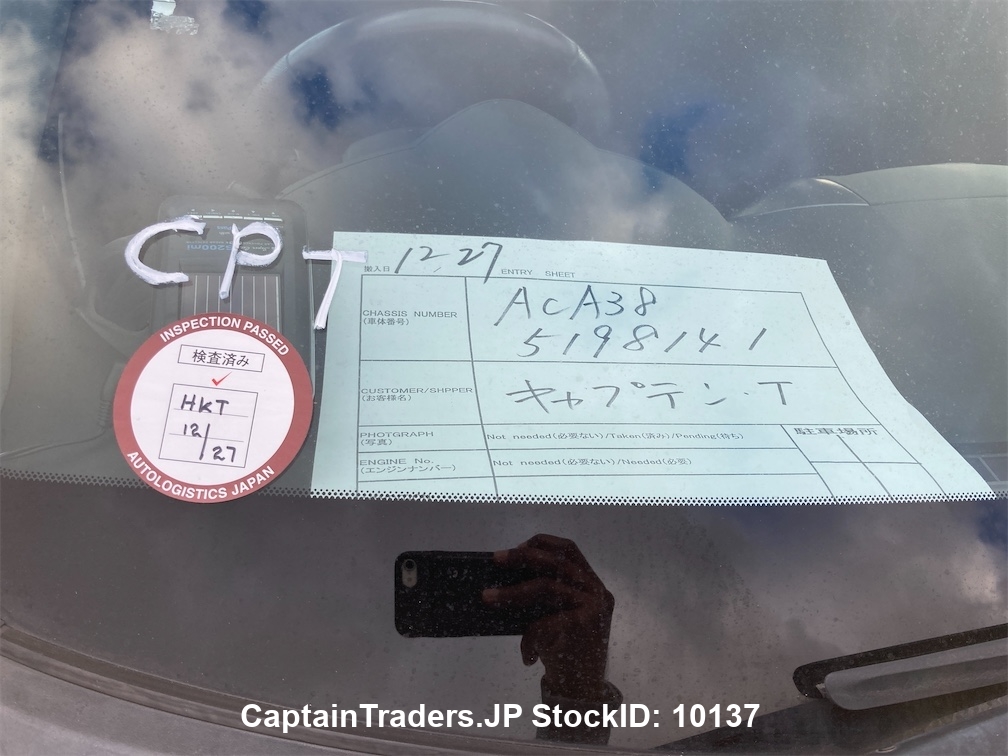 CPT
搬入日 12.27 ENTRY SHEET
CHASSIS NUMBER
(車体番号)
ACA38
5198141
CUSTOMER/SHPPER
(お客様名)
キャプテン・T
PHOTGRAPH
(写真)
Not needed(必要ない)/Taken(済み)/Pending(待ち)
駐車場所
ENGINE No.
(エンジンナンバー)
Not needed(必要ない)/Needed(必要)
INSPECTION PASSED
検査済み
✓
HKT
12/27
AUTOLOGISTICS JAPAN
CaptainTraders.JP StockID: 10137